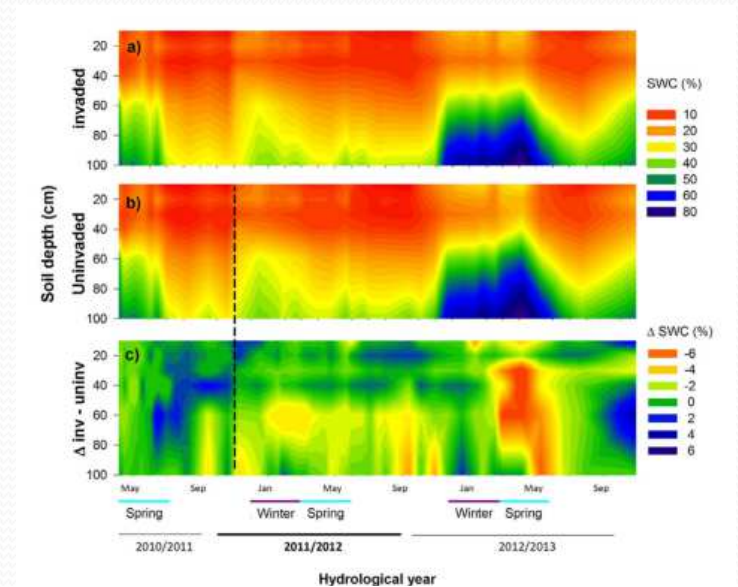 a)
20
40
60
80
100
invaded
SWC (%)
10
20
30
40
50
60
80
b)
20
40
60
80
100
Uninvaded
Soil depth (cm)
c)
20
40
60
80
100
Δ inv - uninv
Δ SWC (%)
-6
-4
-2
0
2
4
6
May Sep Jan May Sep Jan May Sep
Spring Winter Spring Winter Spring
2010/2011 2011/2012 2012/2013
Hydrological year